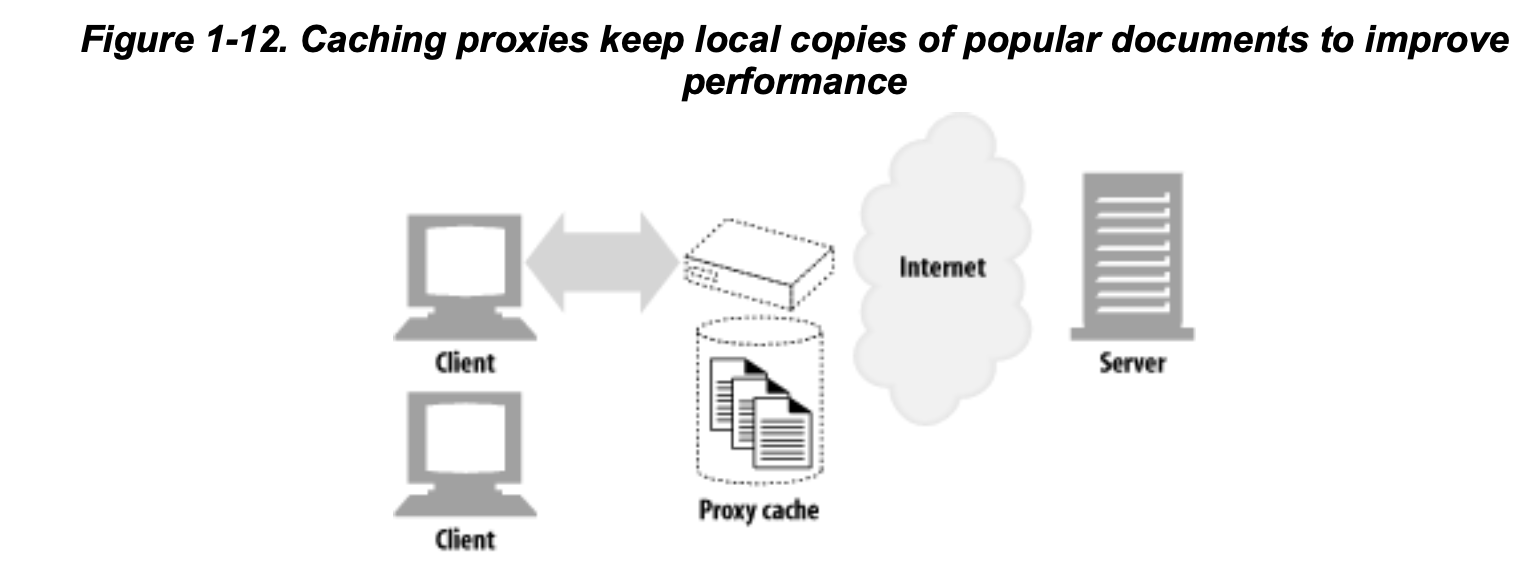 Figure 1-12. Caching proxies keep local copies of popular documents to improve
performance
Internet
Client
Server
Proxy cache
Client